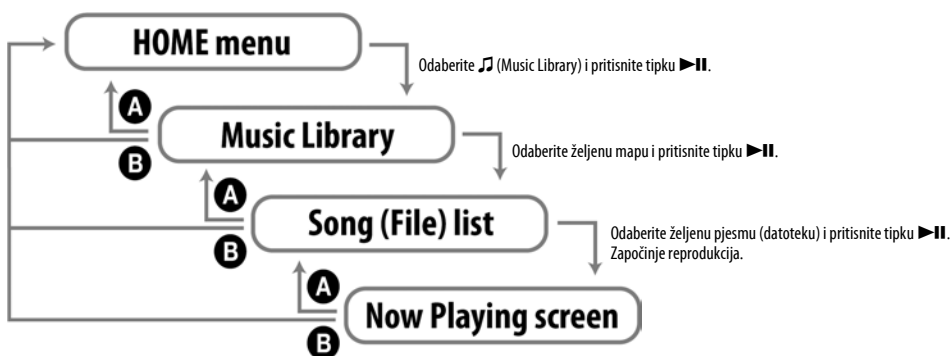 HOME menu
Odaberite ♫ (Music Library) i pritisnite tipku ►II.
A
Music Library
B
Odaberite željenu mapu i pritisnite tipku ►II.
A
Song (File) list
B
Odaberite željenu pjesmu (datoteku) i pritisnite tipku ►II.
Započinje reprodukcija.
A
Now Playing screen
B